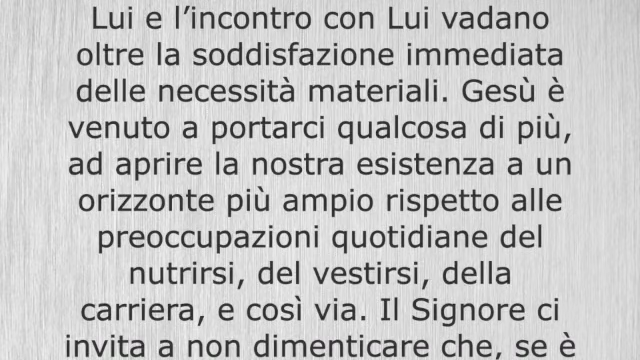 Lui e l’incontro con Lui vadano
oltre la soddisfazione immediata
delle necessità materiali. Gesù è
venuto a portarci qualcosa di più,
ad aprire la nostra esistenza a un
orizzonte più ampio rispetto alle
preoccupazioni quotidiane del
nutrirsi, del vestirsi, della
carriera, e così via. Il Signore ci
invita a non dimenticare che, se è